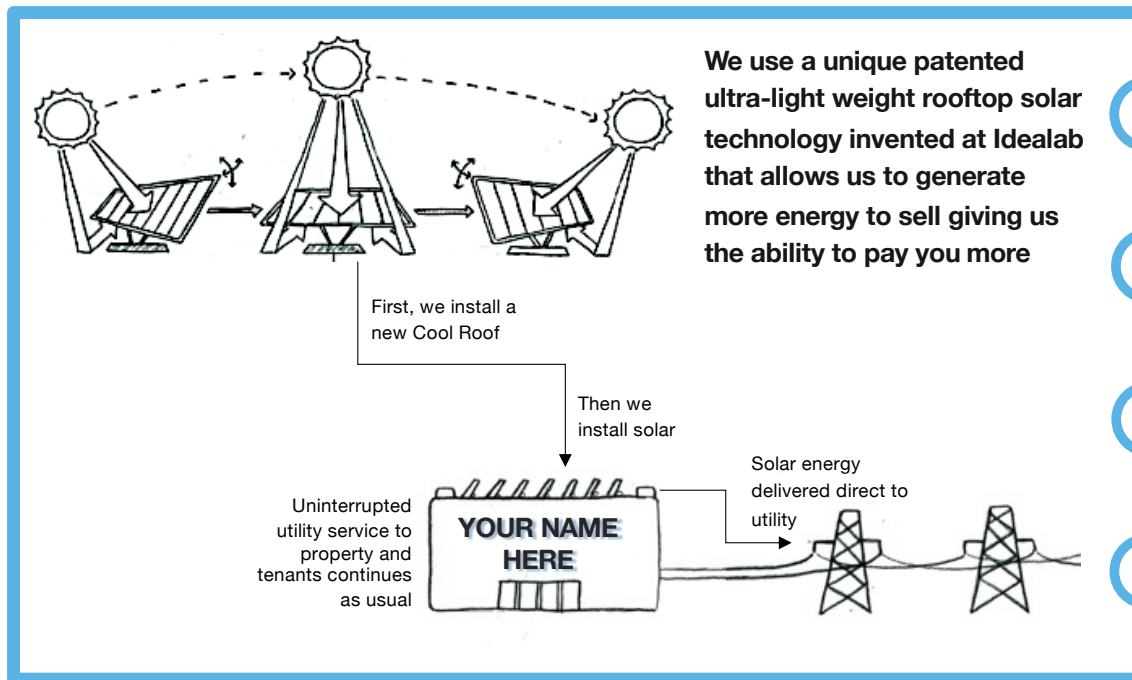 We use a unique patented
ultra-light weight rooftop solar
technology invented at Idealab
that allows us to generate
more energy to sell giving us
the ability to pay you more
First, we install a
new Cool Roof
Then we
install solar
Solar energy
delivered direct to
utility
Uninterrupted
utility service to
property and
tenants continues
as usual
YOUR NAME
HERE